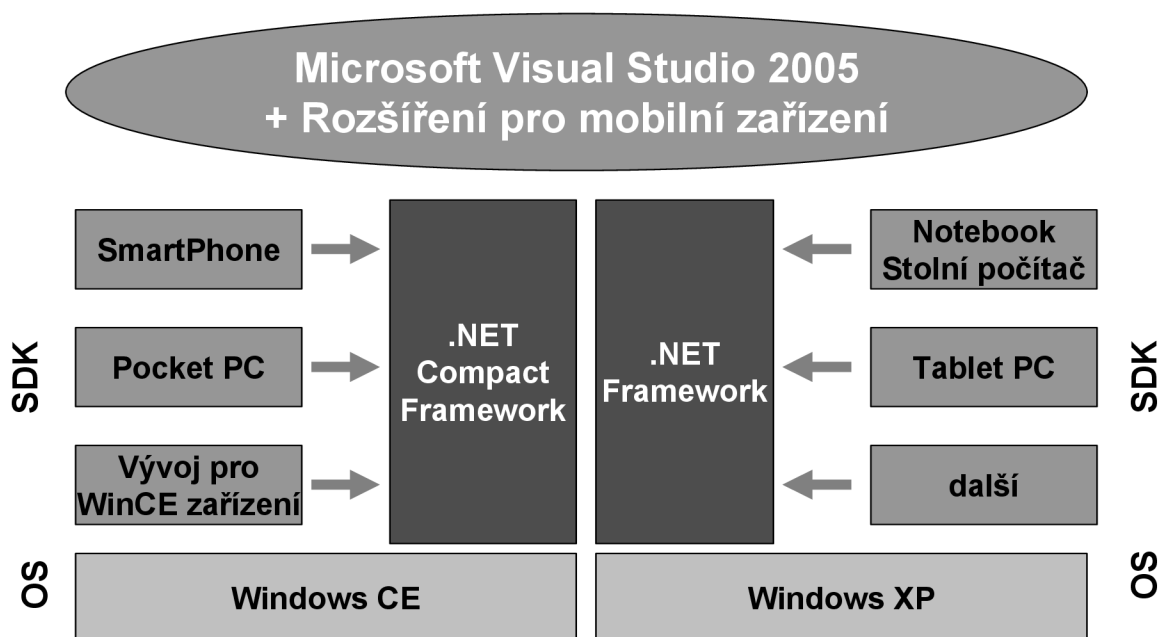 Microsoft Visual Studio 2005
+ Rozšíření pro mobilní zařízení
SDK
SmartPhone
Pocket PC
Vývoj pro
WinCE zařízení
.NET
Compact
Framework
.NET
Framework
Notebook
Stolní počítač
Tablet PC
další
SDK
OS
Windows CE
Windows XP
OS